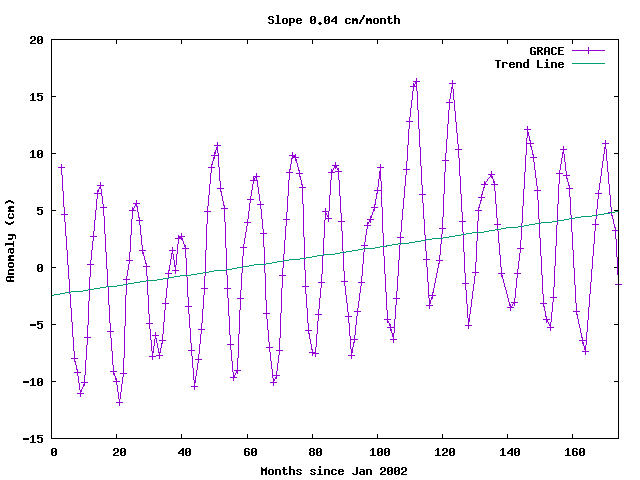 Slope 0.04 cm/month
GRACE
Trend Line
20
15
10
5
0
-5
-10
-15
Anomaly (cm)
0 20 40 60 80 100 120 140 160
Months since Jan 2002